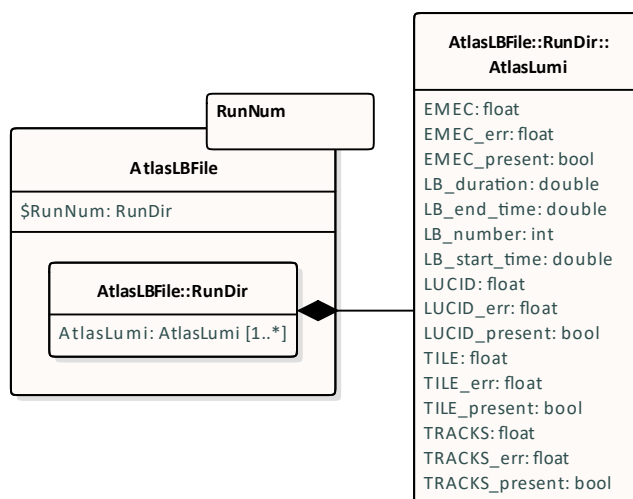 RunNum
AtlasLBFile
$RunNum: RunDir
AtlasLBFile::RunDir
AtlasLumi: AtlasLumi [1..*]
AtlasLBFile::RunDir::
AtlasLumi
EMEC: float
EMEC_err: float
EMEC_present: bool
LB_duration: double
LB_end_time: double
LB_number: int
LB_start_time: double
LUCID: float
LUCID_err: float
LUCID_present: bool
TILE: float
TILE_err: float
TILE_present: bool
TRACKS: float
TRACKS_err: float
TRACKS_present: bool